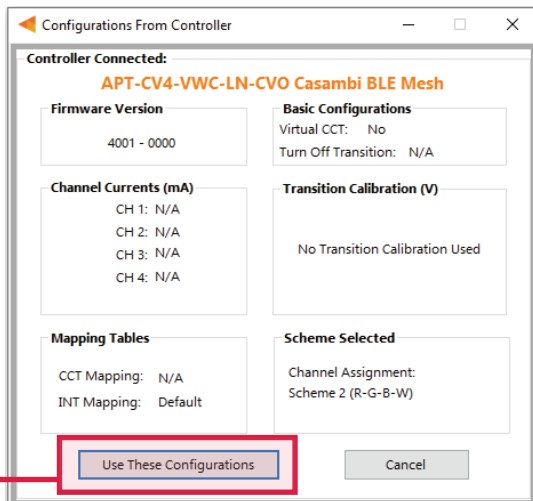 Configurations From Controller
Controller Connected:
APT-CV4-VWC-LN-CVO Casambi BLE Mesh
Firmware Version
4001 - 0000
Basic Configurations
Virtual CCT: No
Turn Off Transition: N/A
Channel Currents (mA)
CH 1: N/A
CH 2: N/A
CH 3: N/A
CH 4: N/A
Transition Calibration (V)
No Transition Calibration Used
Mapping Tables
CCT Mapping: N/A
INT Mapping: Default
Scheme Selected
Channel Assignment:
Scheme 2 (R-G-B-W)
Use These Configurations
Cancel